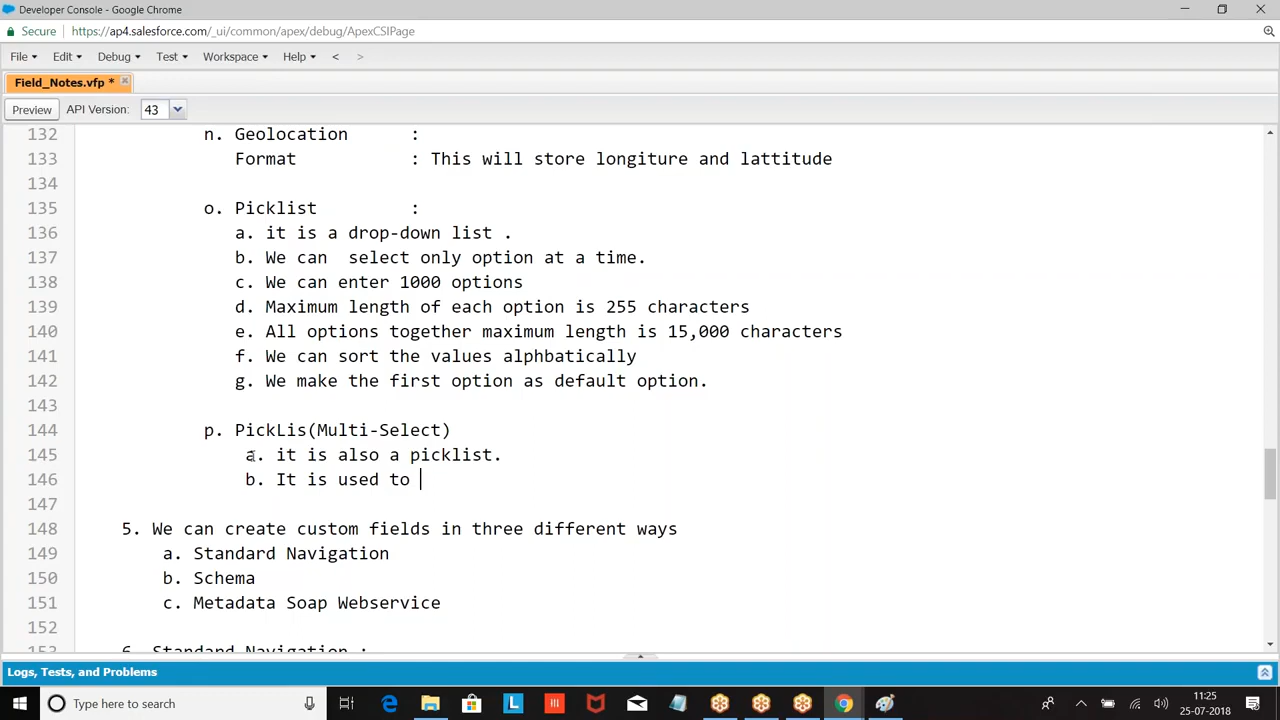 Developer Console - Google Chrome
Secure https://ap4.salesforce.com/_ui/common/apex/debug/ApexCSIPage
File Edit Debug Test Workspace Help < >
Field_Notes.vfp *
Preview API Version: 43
132 n. Geolocation :
133 Format : This will store longiture and lattitude
134
135 o. Picklist :
136 a. it is a drop-down list .
137 b. We can  select only option at a time.
138 c. We can enter 1000 options
139 d. Maximum length of each option is 255 characters
140 e. All options together maximum length is 15,000 characters
141 f. We can sort the values alphbatically
142 g. We make the first option as default option.
143
144 p. PickLis(Multi-Select)
145 a. it is also a picklist.
146 b. It is used to
147
148 5. We can create custom fields in three different ways
149 a. Standard Navigation
150 b. Schema
151 c. Metadata Soap Webservice
152
153 6. Standard Navigation :
Logs, Tests, and Problems
Type here to search
11:25
25-07-2018